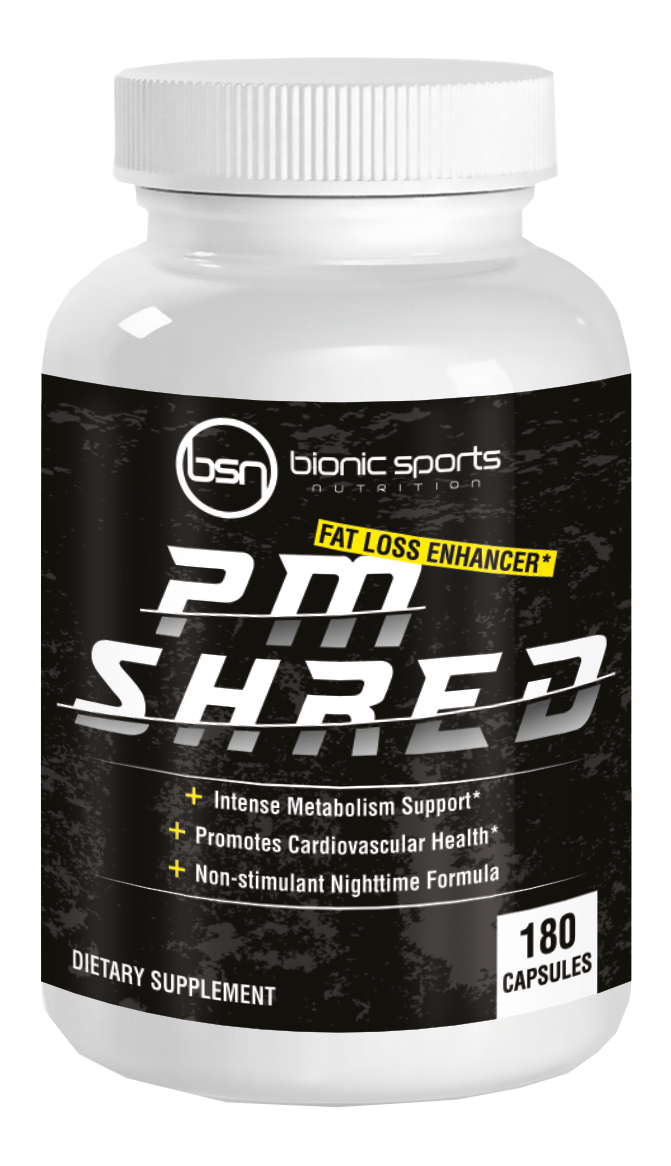 bsn
bionic sports
NUTRITION
FAT LOSS ENHANCER*
PM
SHRED
+ Intense Metabolism Support*
+ Promotes Cardiovascular Health*
+ Non-stimulant Nighttime Formula
DIETARY SUPPLEMENT
180
CAPSULES